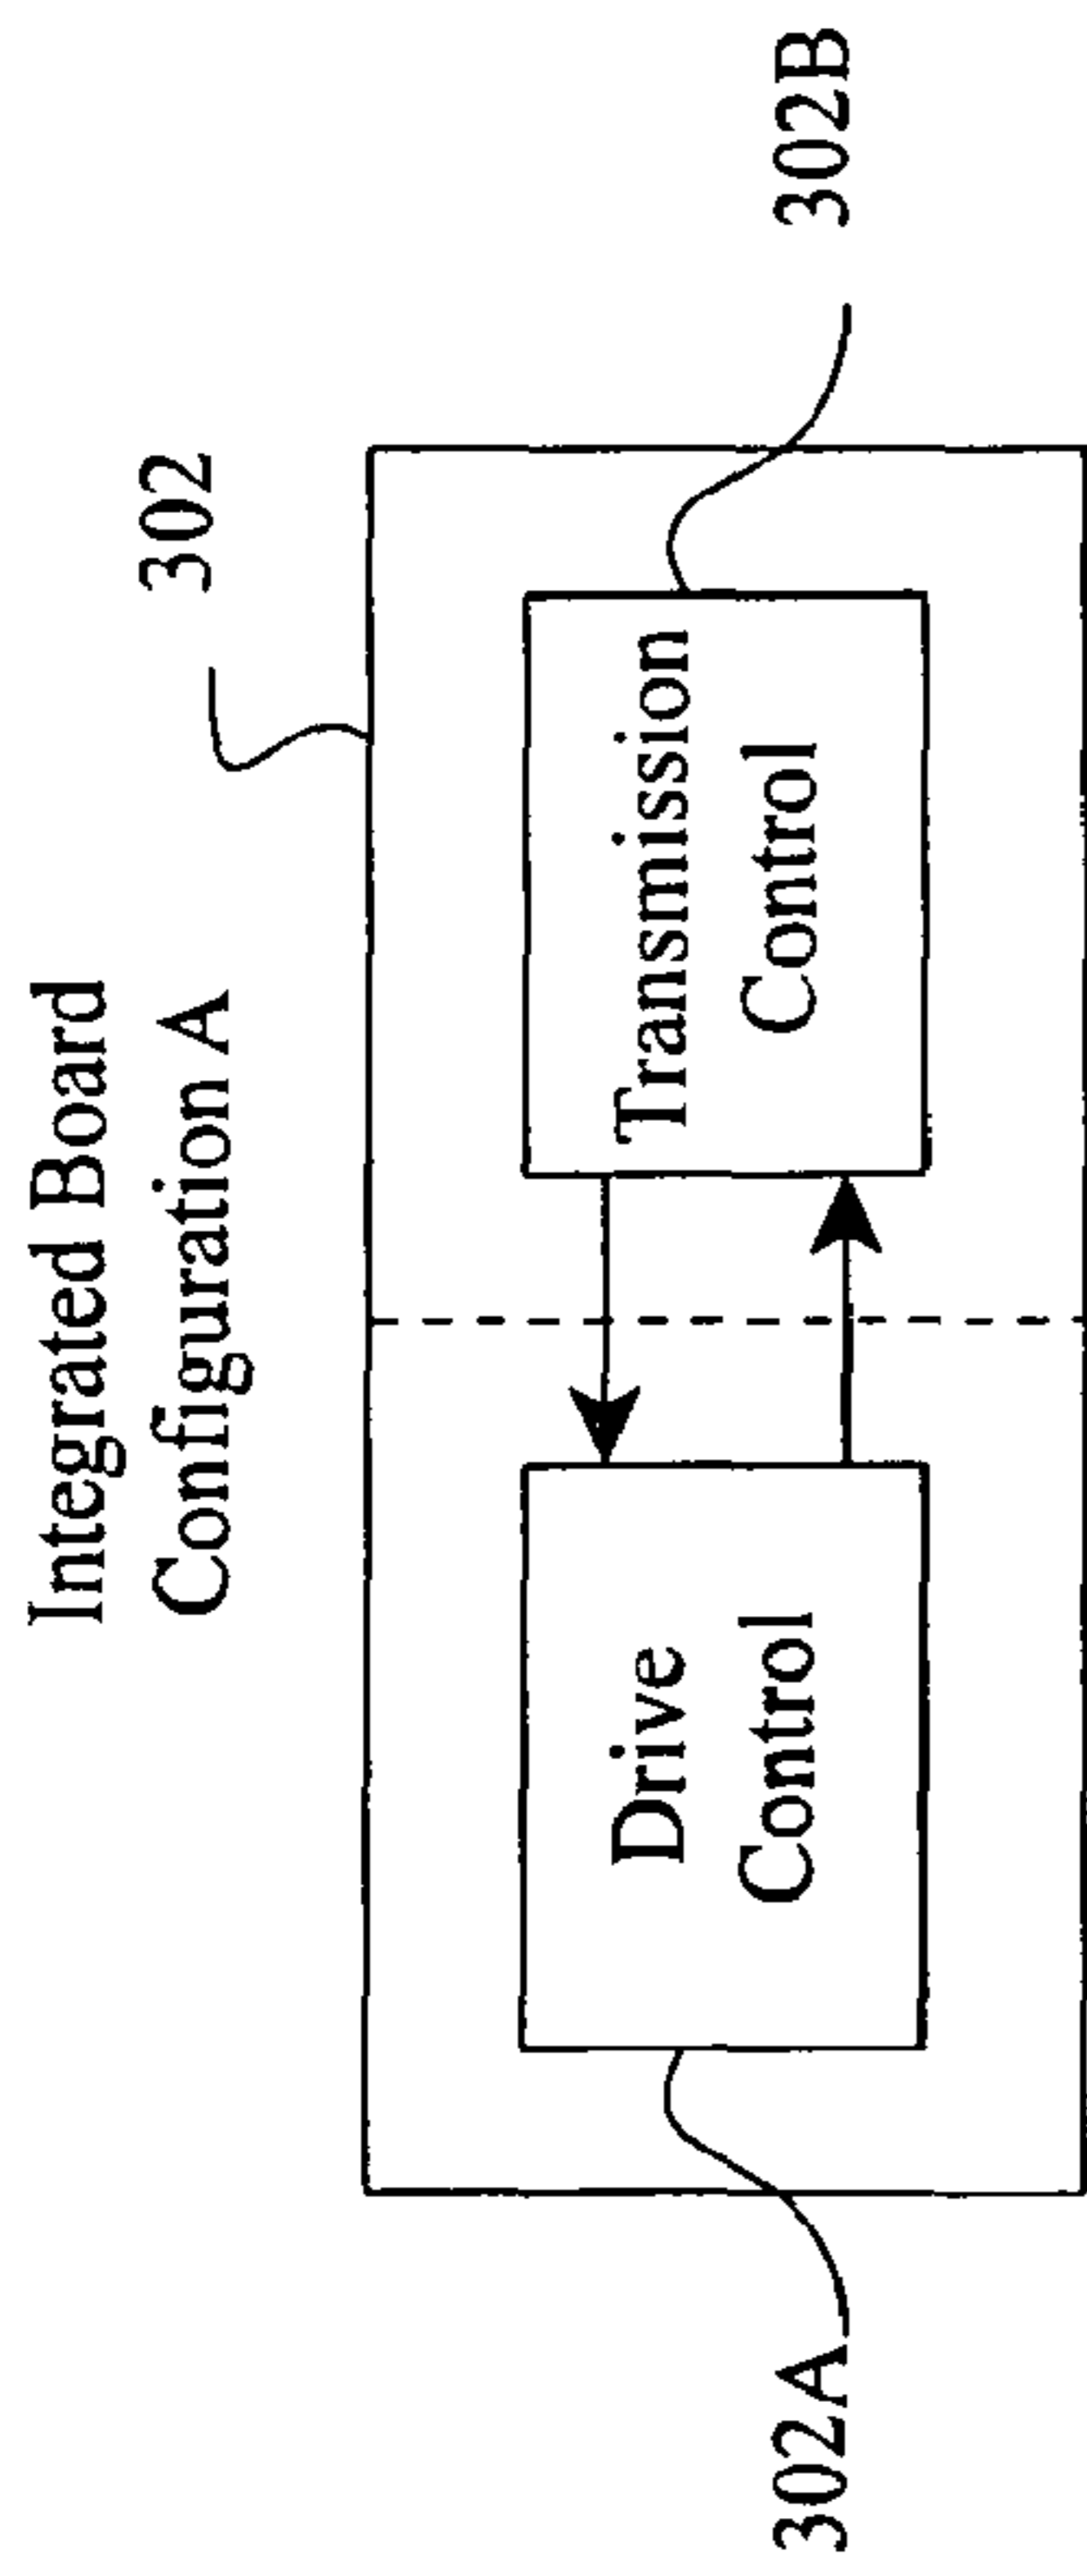 Integrated Board
Configuration A
302
Drive
Control
Transmission
Control
302A
302B